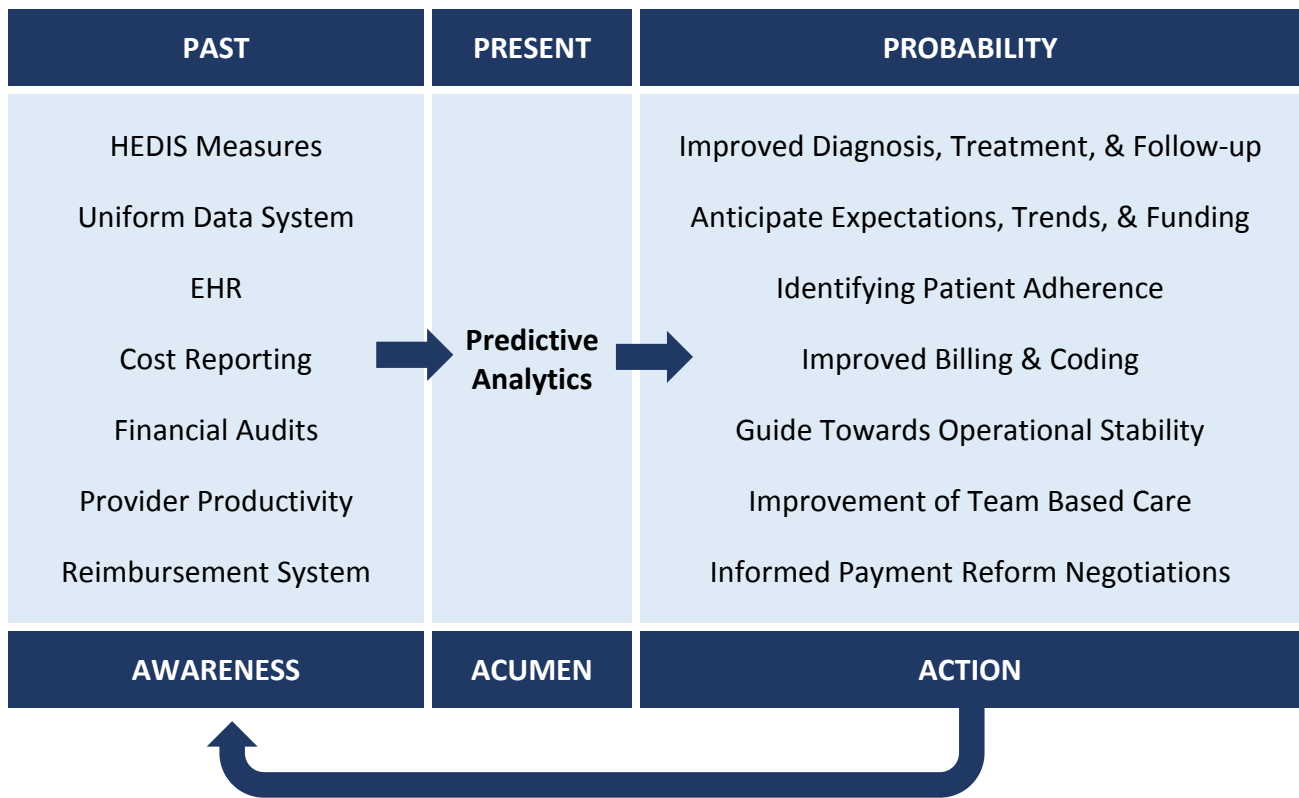 PAST
PRESENT
PROBABILITY
HEDIS Measures
Uniform Data System
EHR
Cost Reporting
Financial Audits
Provider Productivity
Reimbursement System
Predictive
Analytics
Improved Diagnosis, Treatment, & Follow-up
Anticipate Expectations, Trends, & Funding
Identifying Patient Adherence
Improved Billing & Coding
Guide Towards Operational Stability
Improvement of Team Based Care
Informed Payment Reform Negotiations
AWARENESS
ACUMEN
ACTION